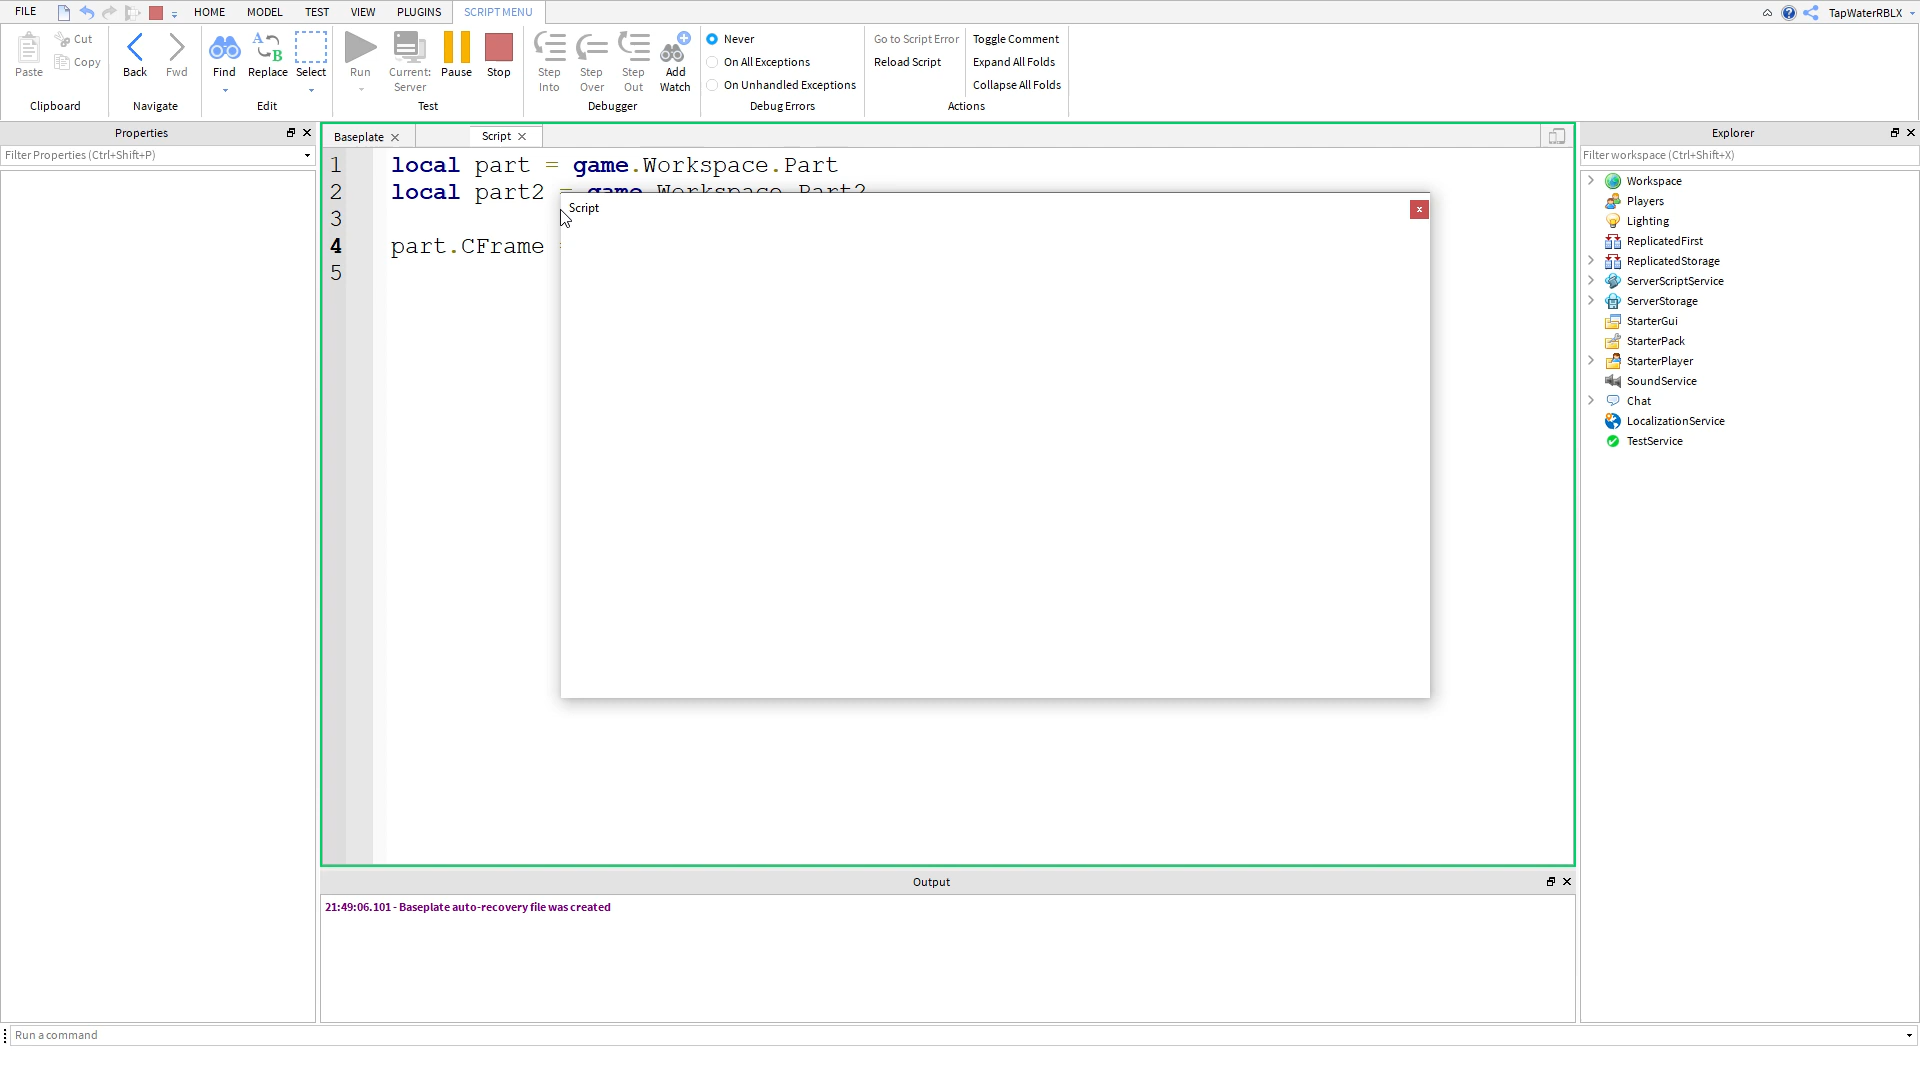 FILE HOME MODEL TEST VIEW PLUGINS SCRIPT MENU TapWaterRBLX
Paste Cut Copy Clipboard
Back Fwd Navigate
Find Replace Select Edit
Run Current: Server Pause Stop Test
Step Into Step Over Step Out Add Watch Debugger
Never
On All Exceptions
On Unhandled Exceptions
Debug Errors
Go to Script Error
Reload Script
Toggle Comment
Expand All Folds
Collapse All Folds
Actions
Properties
Filter Properties (Ctrl+Shift+P)
Baseplate Script
1 local part = game.Workspace.Part
2 local part2 = game.Workspace.Part2
3
4 part.CFrame
5
Script
x
Output
21:49:06.101 - Baseplate auto-recovery file was created
Explorer
Filter workspace (Ctrl+Shift+X)
Workspace
Players
Lighting
ReplicatedFirst
ReplicatedStorage
ServerScriptService
ServerStorage
StarterGui
StarterPack
StarterPlayer
SoundService
Chat
LocalizationService
TestService
Run a command